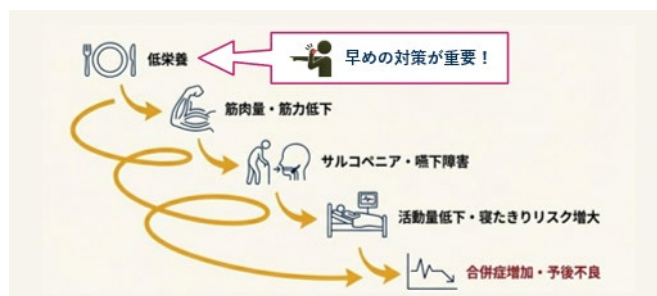 低栄養
早めの対策が重要！
筋肉量・筋力低下
サルコペニア・嚥下障害
活動量低下・寝たきりリスク増大
合併症増加・予後不良